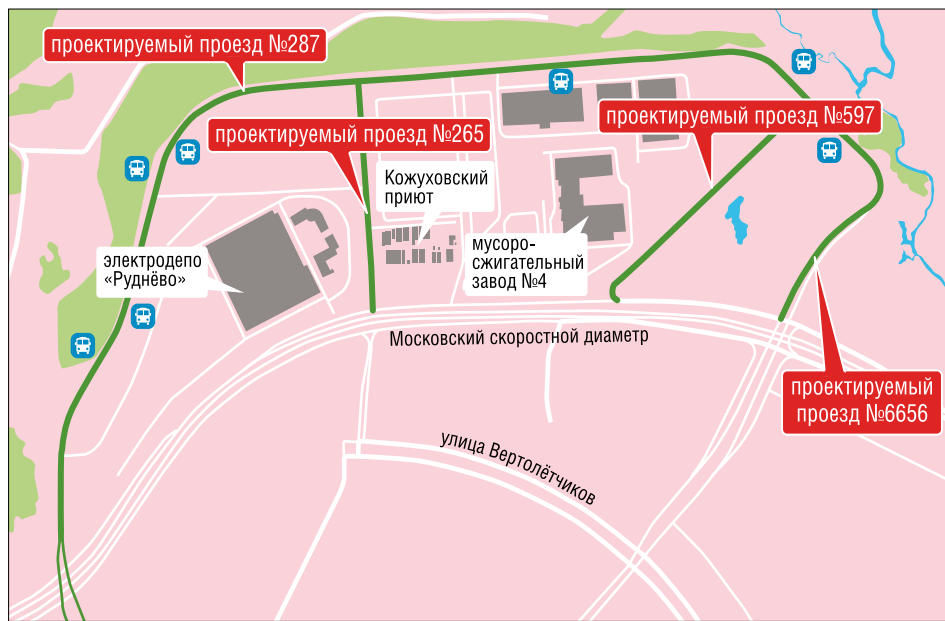 проектируемый проезд №287
проектируемый проезд №597
проектируемый проезд №265
Кожуховский
приют
мусоро-
сжигательный
завод №4
электродепо
«Руднёво»
Московский скоростной диаметр
проектируемый
проезд №6656
улица Вертолётчиков